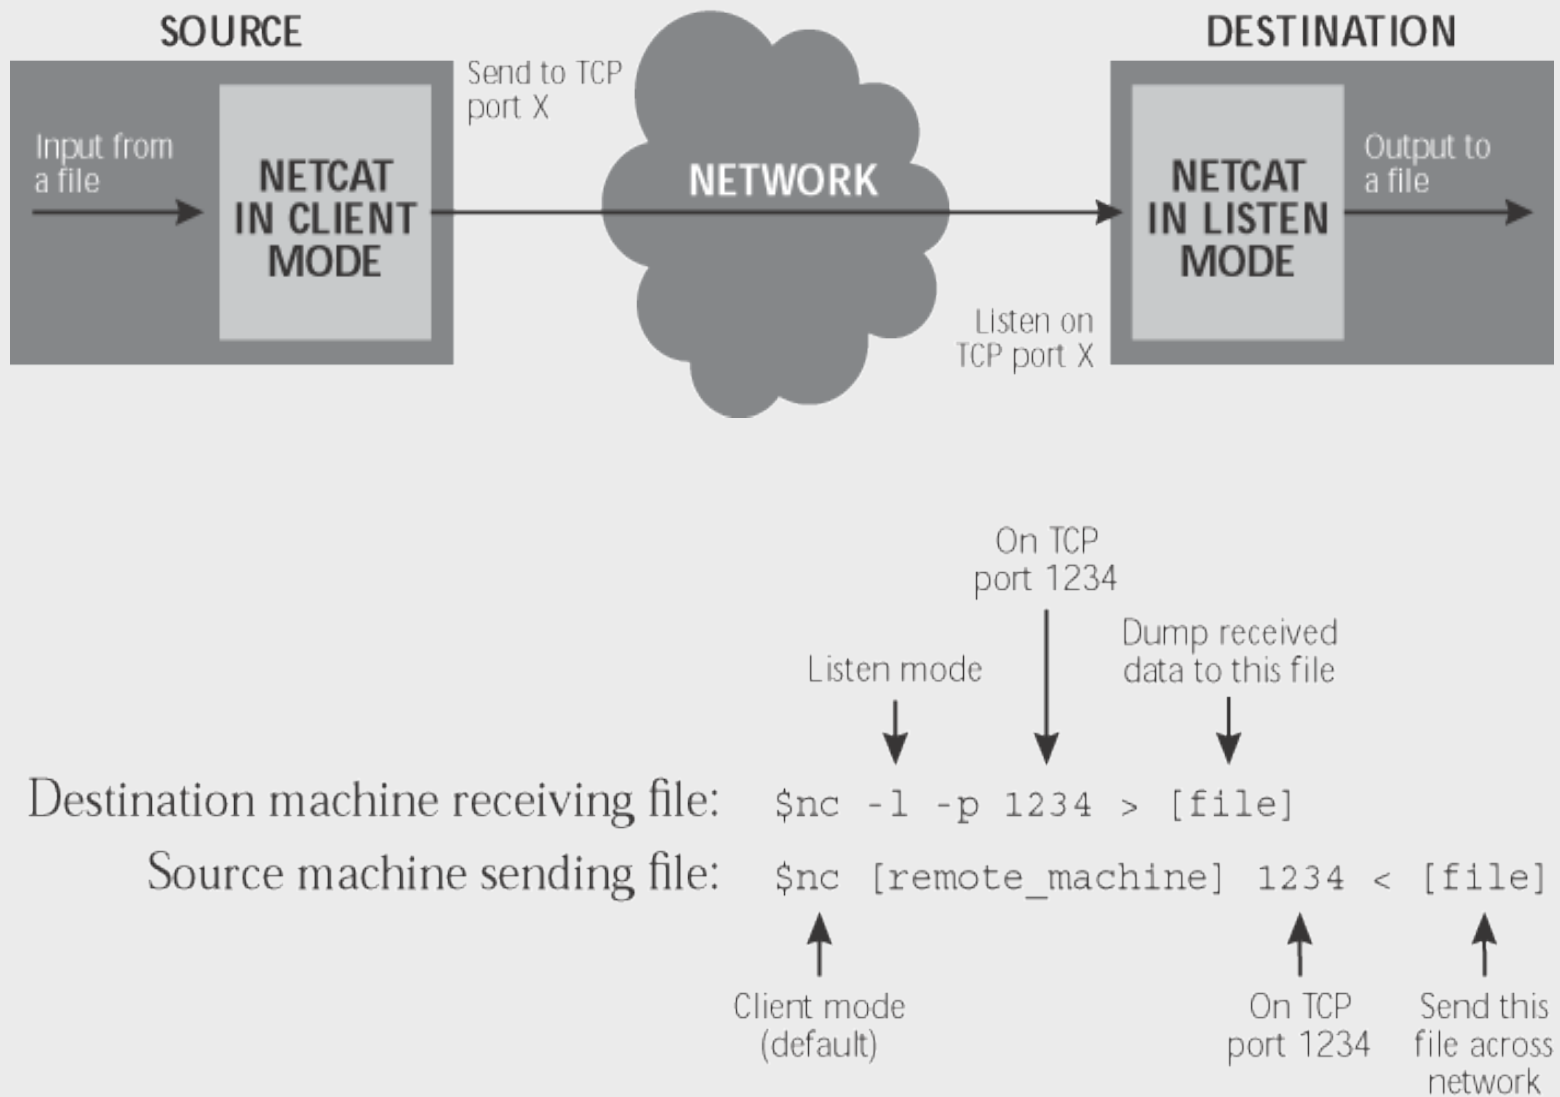 SOURCE
DESTINATION
Send to TCP
port X
Input from
a file
NETCAT
IN CLIENT
MODE
NETWORK
NETCAT
IN LISTEN
MODE
Output to
a file
Listen on
TCP port X
On TCP
port 1234
Listen mode
Dump received
data to this file
Destination machine receiving file: $nc -l -p 1234 > [file]
Source machine sending file: $nc [remote_machine] 1234 < [file]
Client mode
(default)
On TCP
port 1234
Send this
file across
network